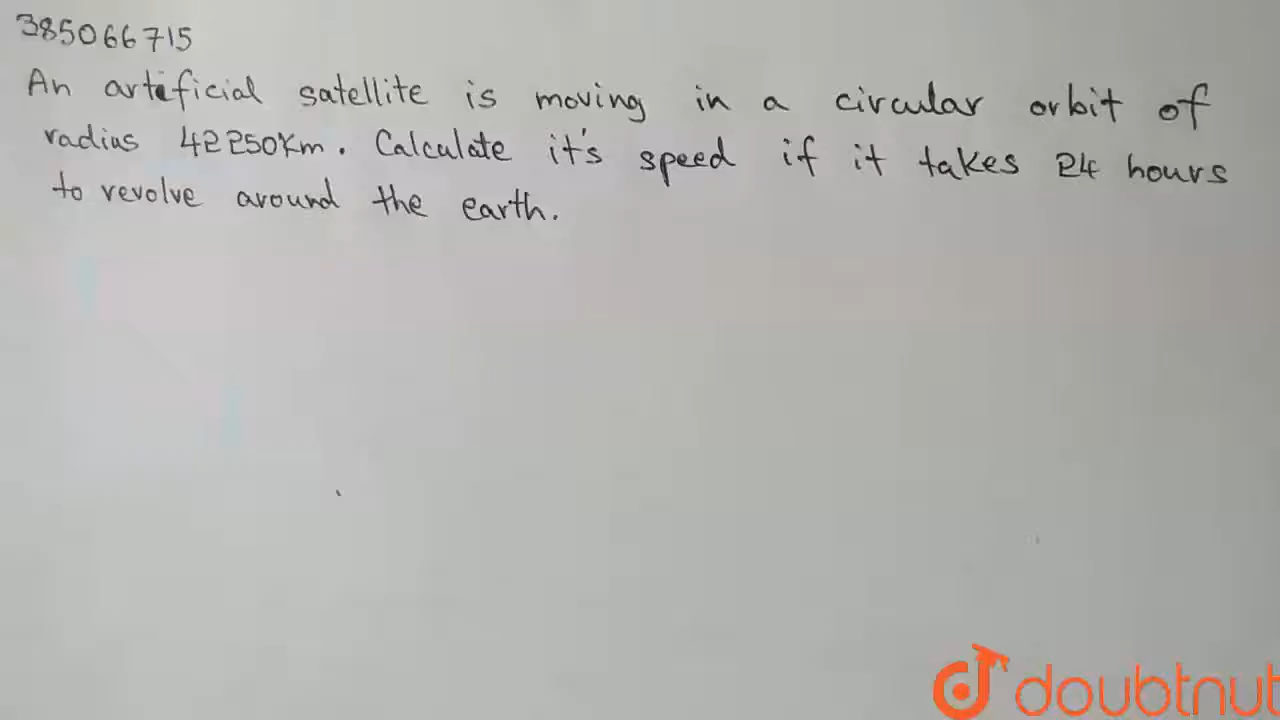 385066715
An arteficial satellite is moving in a circular orbit of
radius 42250Km. Calculate it's speed if it takes 24 hours
to revolve around the earth.
doubtnut